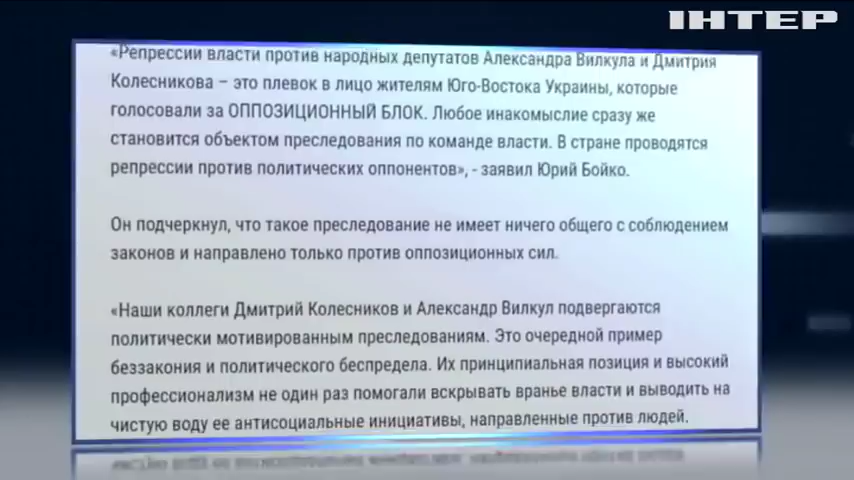 ІНТЕР
«Репрессии власти против народных депутатов Александра Вилкула и Дмитрия
Колесникова – это плевок в лицо жителям Юго-Востока Украины, которые
голосовали за ОППОЗИЦИОННЫЙ БЛОК. Любое инакомыслие сразу же
становится объектом преследования по команде власти. В стране проводятся
репрессии против политических оппонентов», - заявил Юрий Бойко.
Он подчеркнул, что такое преследование не имеет ничего общего с соблюдением
законов и направлено только против оппозиционных сил.
«Наши коллеги Дмитрий Колесников и Александр Вилкул подвергаются
политически мотивированным преследованиям. Это очередной пример
беззакония и политического беспредела. Их принципиальная позиция и высокий
профессионализм не один раз помогали вскрывать вранье власти и выводить на
чистую воду ее антисоциальные инициативы, направленные против людей.